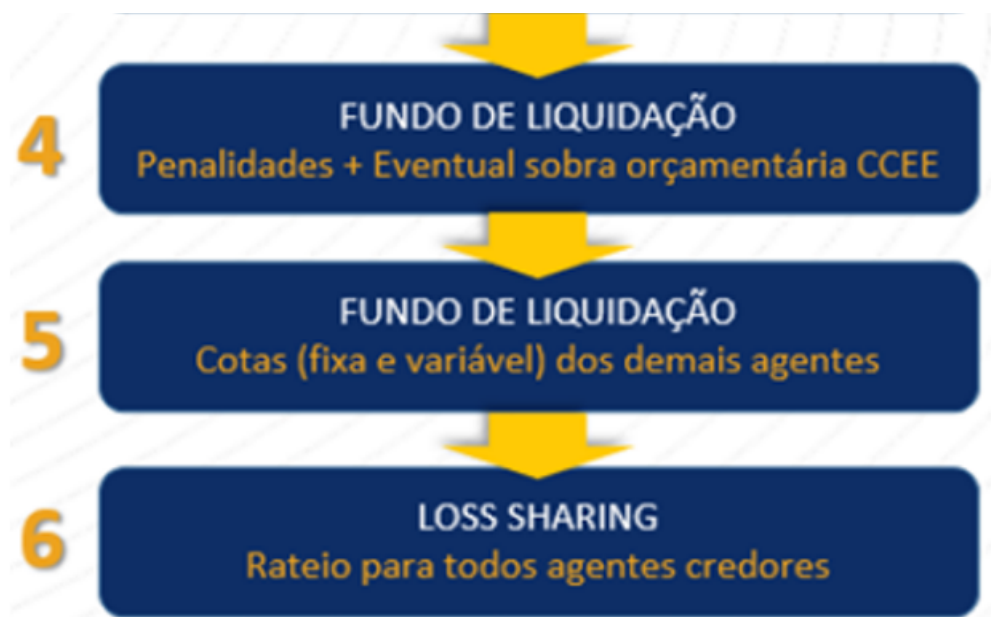 4
FUNDO DE LIQUIDAÇÃO
Penalidades + Eventual sobra orçamentária CCEE
5
FUNDO DE LIQUIDAÇÃO
Cotas (fixa e variável) dos demais agentes
6
LOSS SHARING
Rateio para todos agentes credores